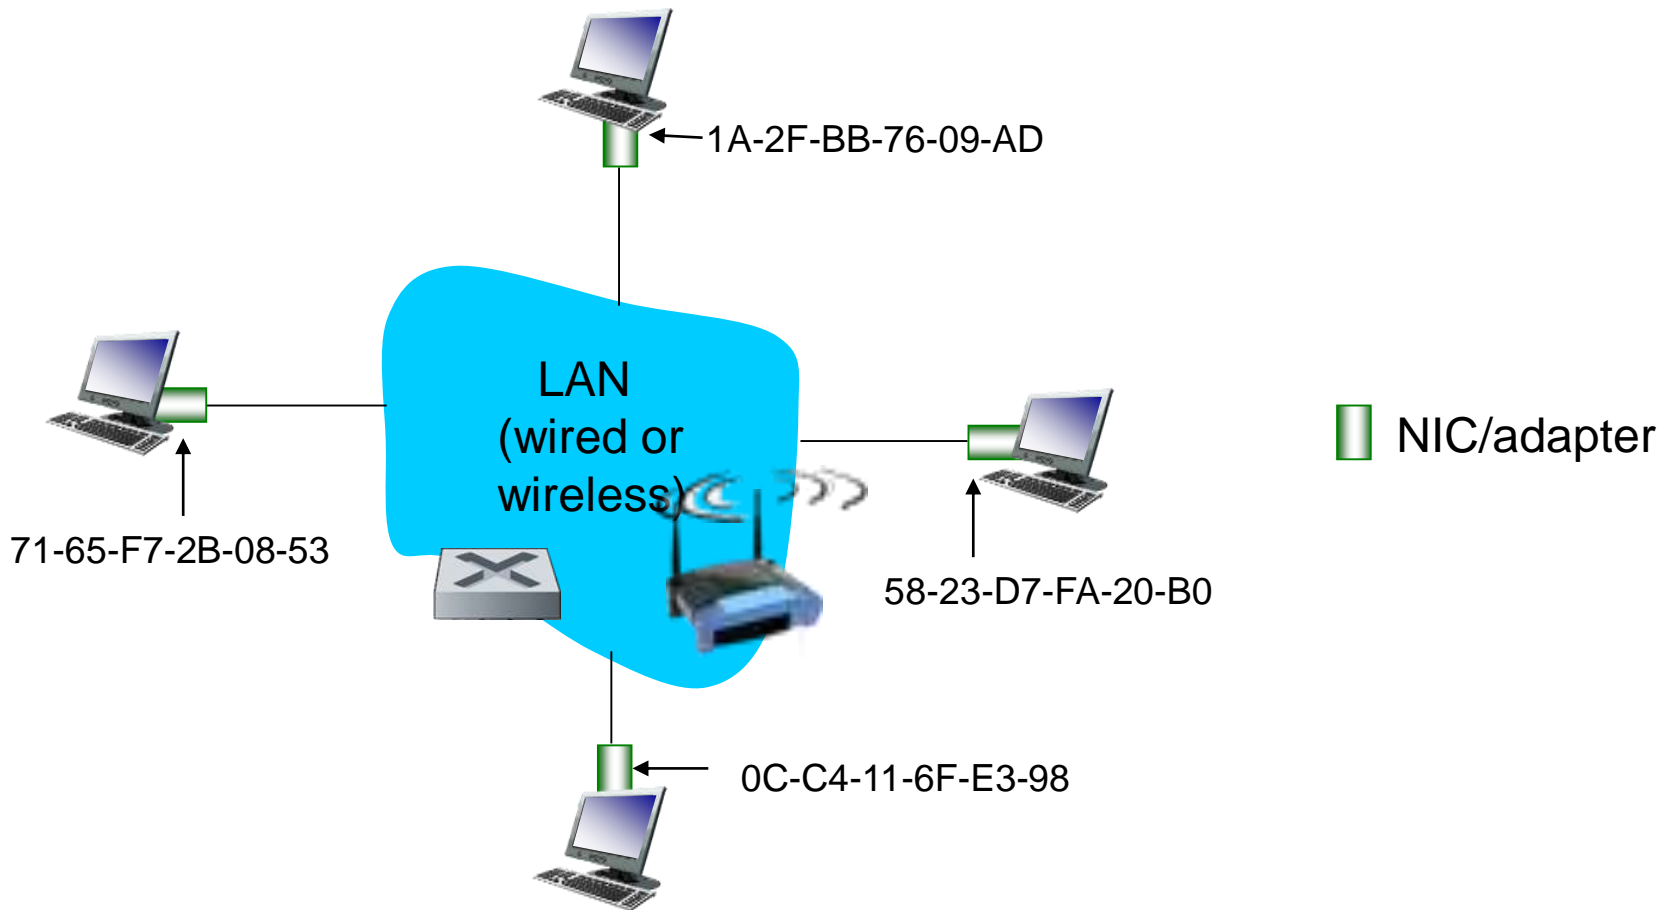 1A-2F-BB-76-09-AD
LAN
(wired or
wireless)
NIC/adapter
71-65-F7-2B-08-53
58-23-D7-FA-20-B0
0C-C4-11-6F-E3-98